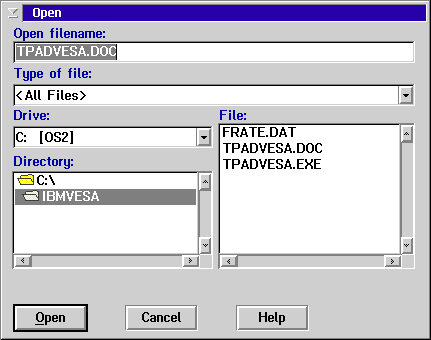 Open
Open filename:
TPADVESA.DOC
Type of file:
<All Files>
Drive:
C: [OS2]
File:
FRATE.DAT
TPADVESA.DOC
TPADVESA.EXE
Directory:
C:\
IBMVESA
Open
Cancel
Help